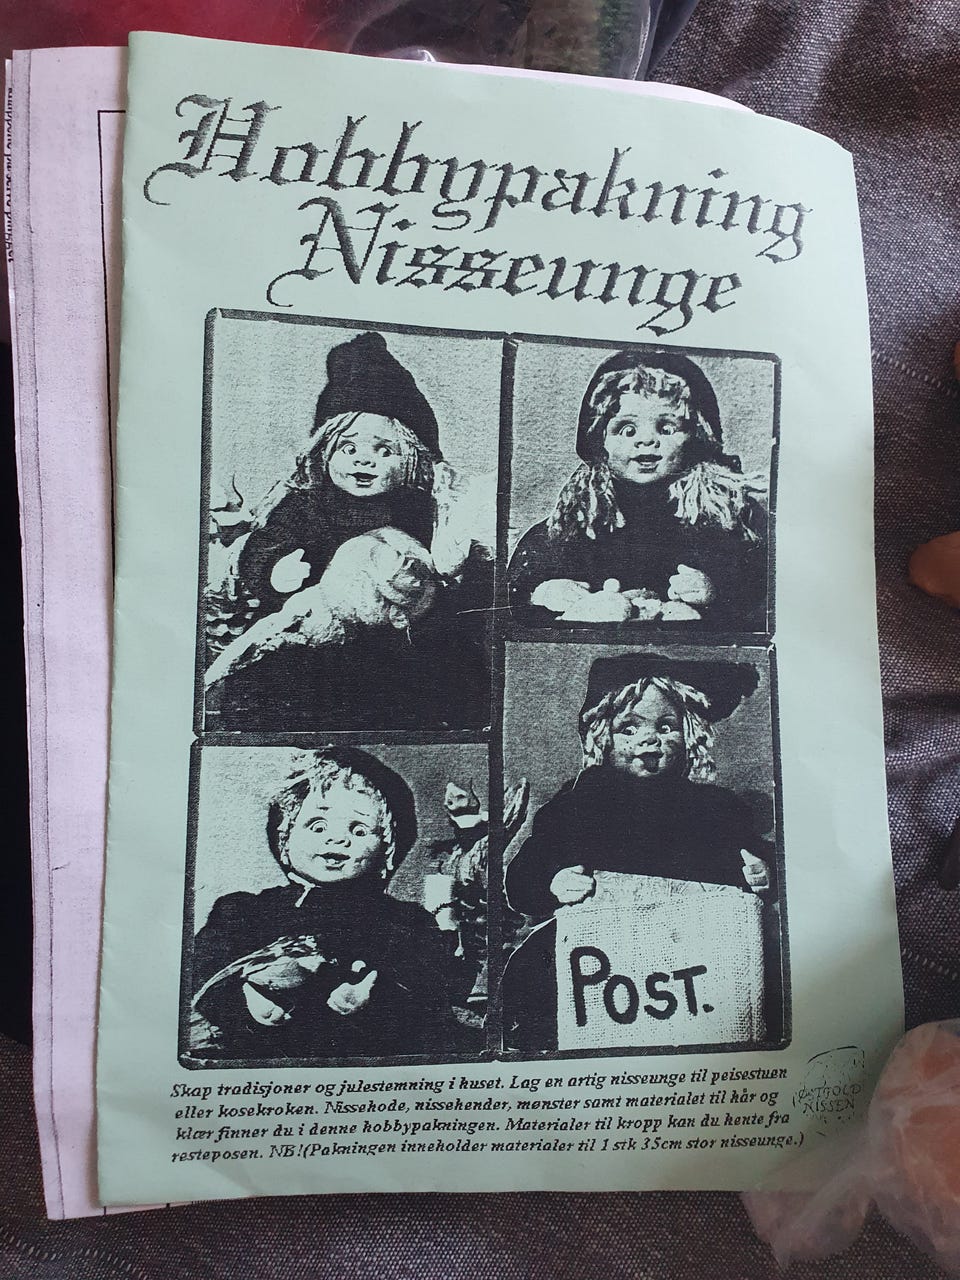 Hobbypakning
Nisseunge
POST.
Skap tradisjoner og julestemning i huset. Lag en artig nisseunge til peisestuen
eller kosekroken. Nissehode, nissehender, mønster samt materialet til hår og
klær finner du i denne hobbypakningen. Materialer til kropp kan du hente fra
resteposen. NB!(Pakningen inneholder materialer til 1 stk 35cm stor nisseunge.)
ØSTFOLD
NISSEN